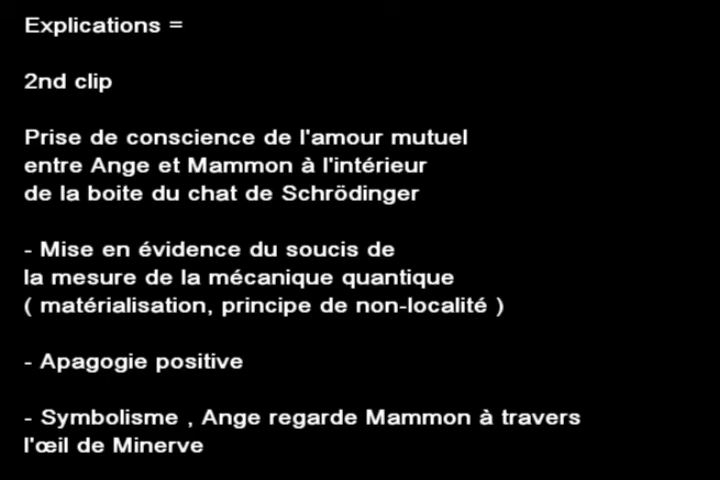 Explications =
2nd clip
Prise de conscience de l'amour mutuel
entre Ange et Mammon à l'intérieur
de la boite du chat de Schrödinger
- Mise en évidence du soucis de
la mesure de la mécanique quantique
( matérialisation, principe de non-localité )
- Apagogie positive
- Symbolisme , Ange regarde Mammon à travers
l'œil de Minerve